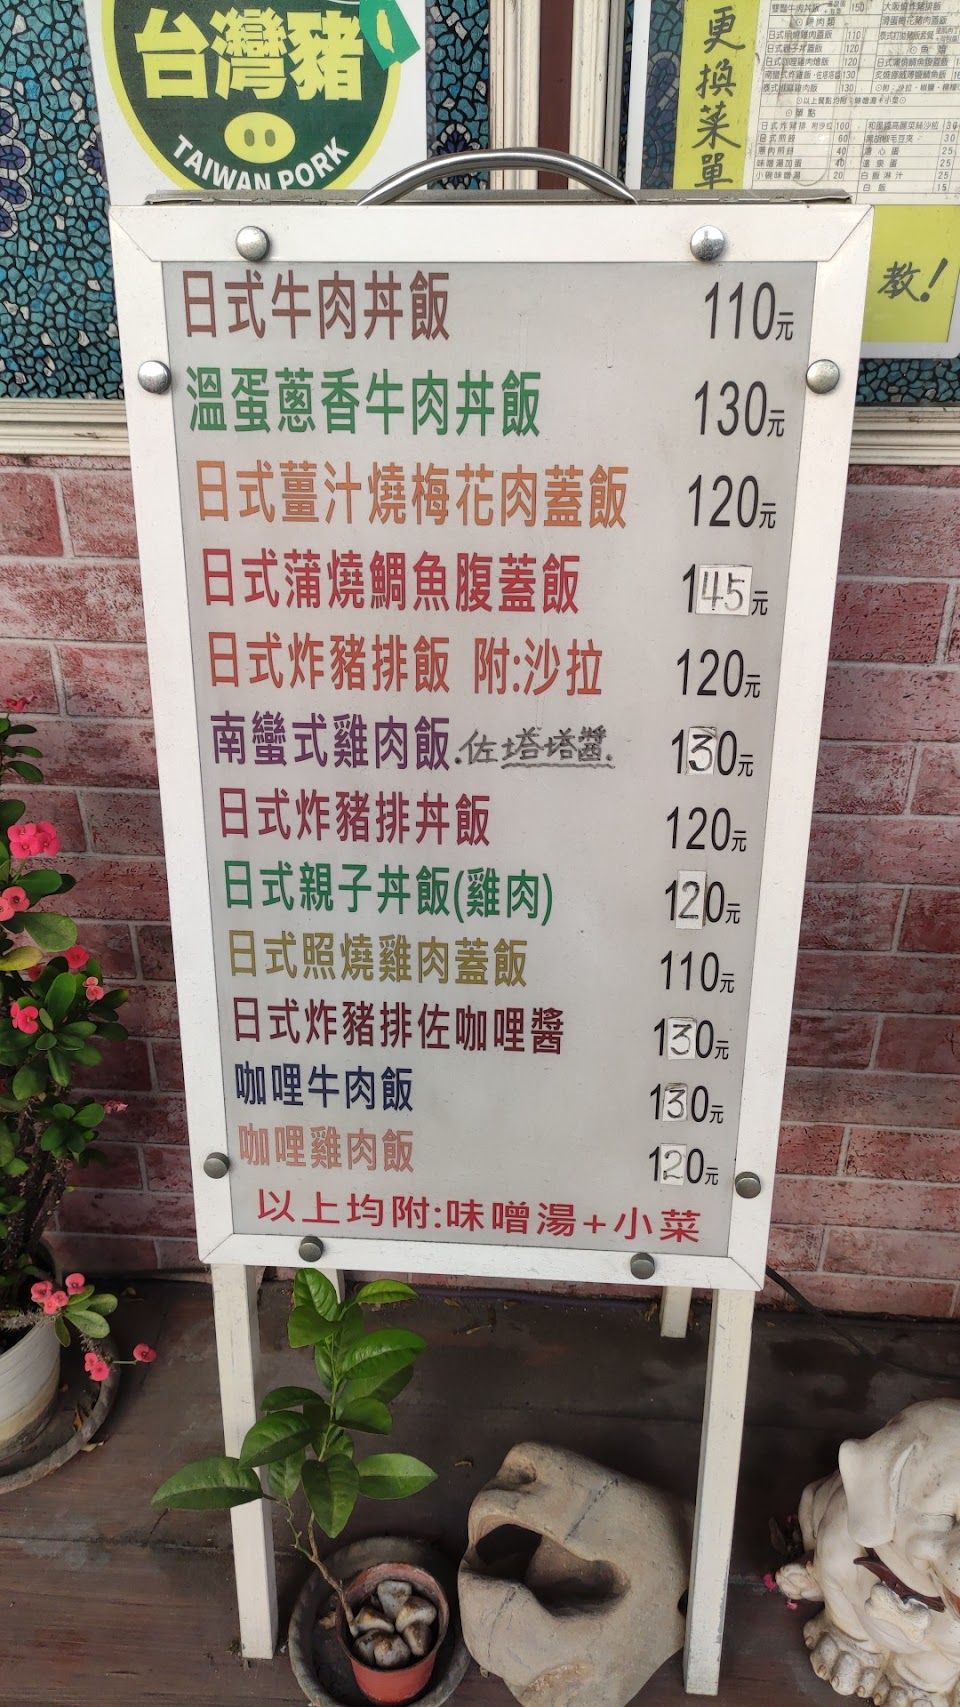 台灣豬
TAIWAN PORK
更換菜單
教!
日式牛肉丼飯 110元
溫蛋蔥香牛肉丼飯 130元
日式薑汁燒梅花肉蓋飯 120元
日式蒲燒鯛魚腹蓋飯 145元
日式炸豬排飯 附:沙拉 120元
南蠻式雞肉飯.佐塔塔醬. 130元
日式炸豬排丼飯 120元
日式親子丼飯(雞肉) 120元
日式照燒雞肉蓋飯 110元
日式炸豬排佐咖哩醬 130元
咖哩牛肉飯 130元
咖哩雞肉飯 120元
以上均附:味噌湯+小菜